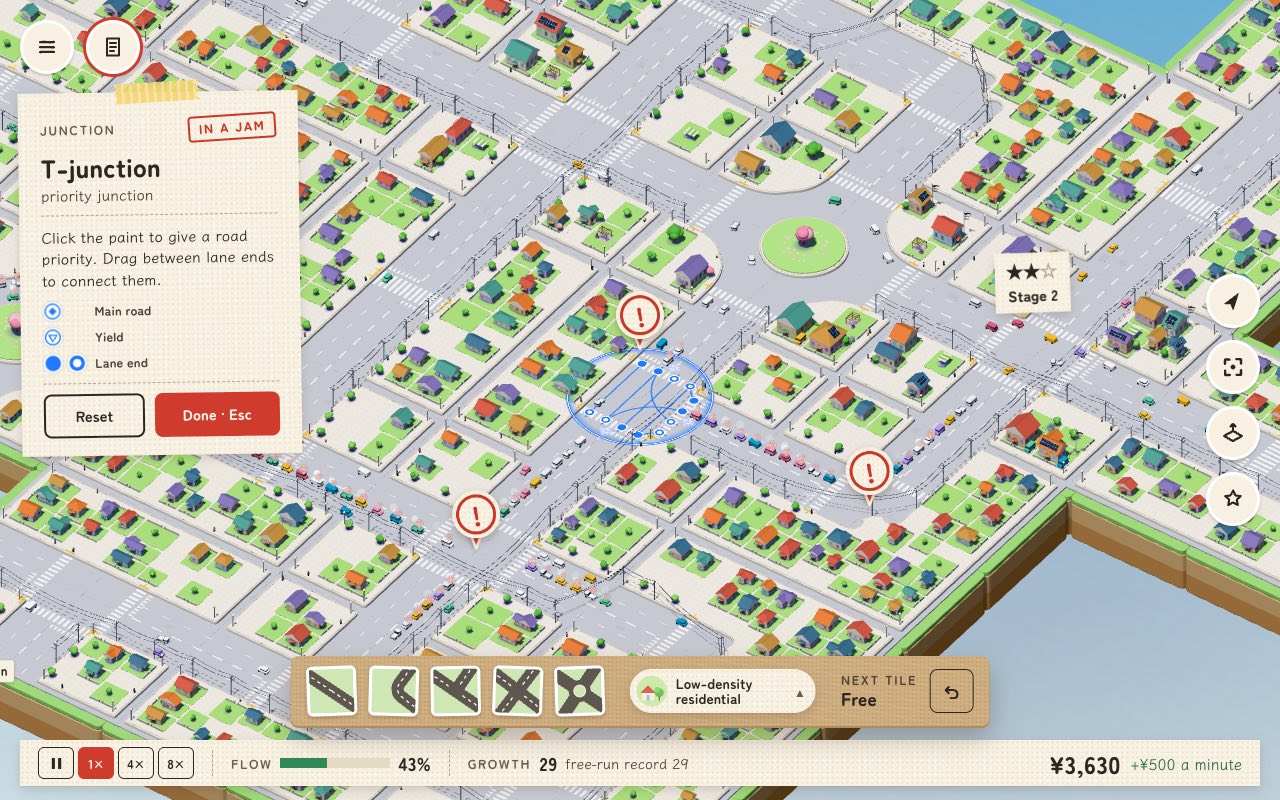 JUNCTION
IN A JAM
T-junction
priority junction
Click the paint to give a road
priority. Drag between lane ends
to connect them.
Main road
Yield
Lane end
Reset
Done · Esc
★★☆
Stage 2
Low-density
residential
▲
NEXT TILE
Free
n
1×
4×
8×
FLOW
43%
GROWTH 29 free-run record 29
¥3,630 +¥500 a minute